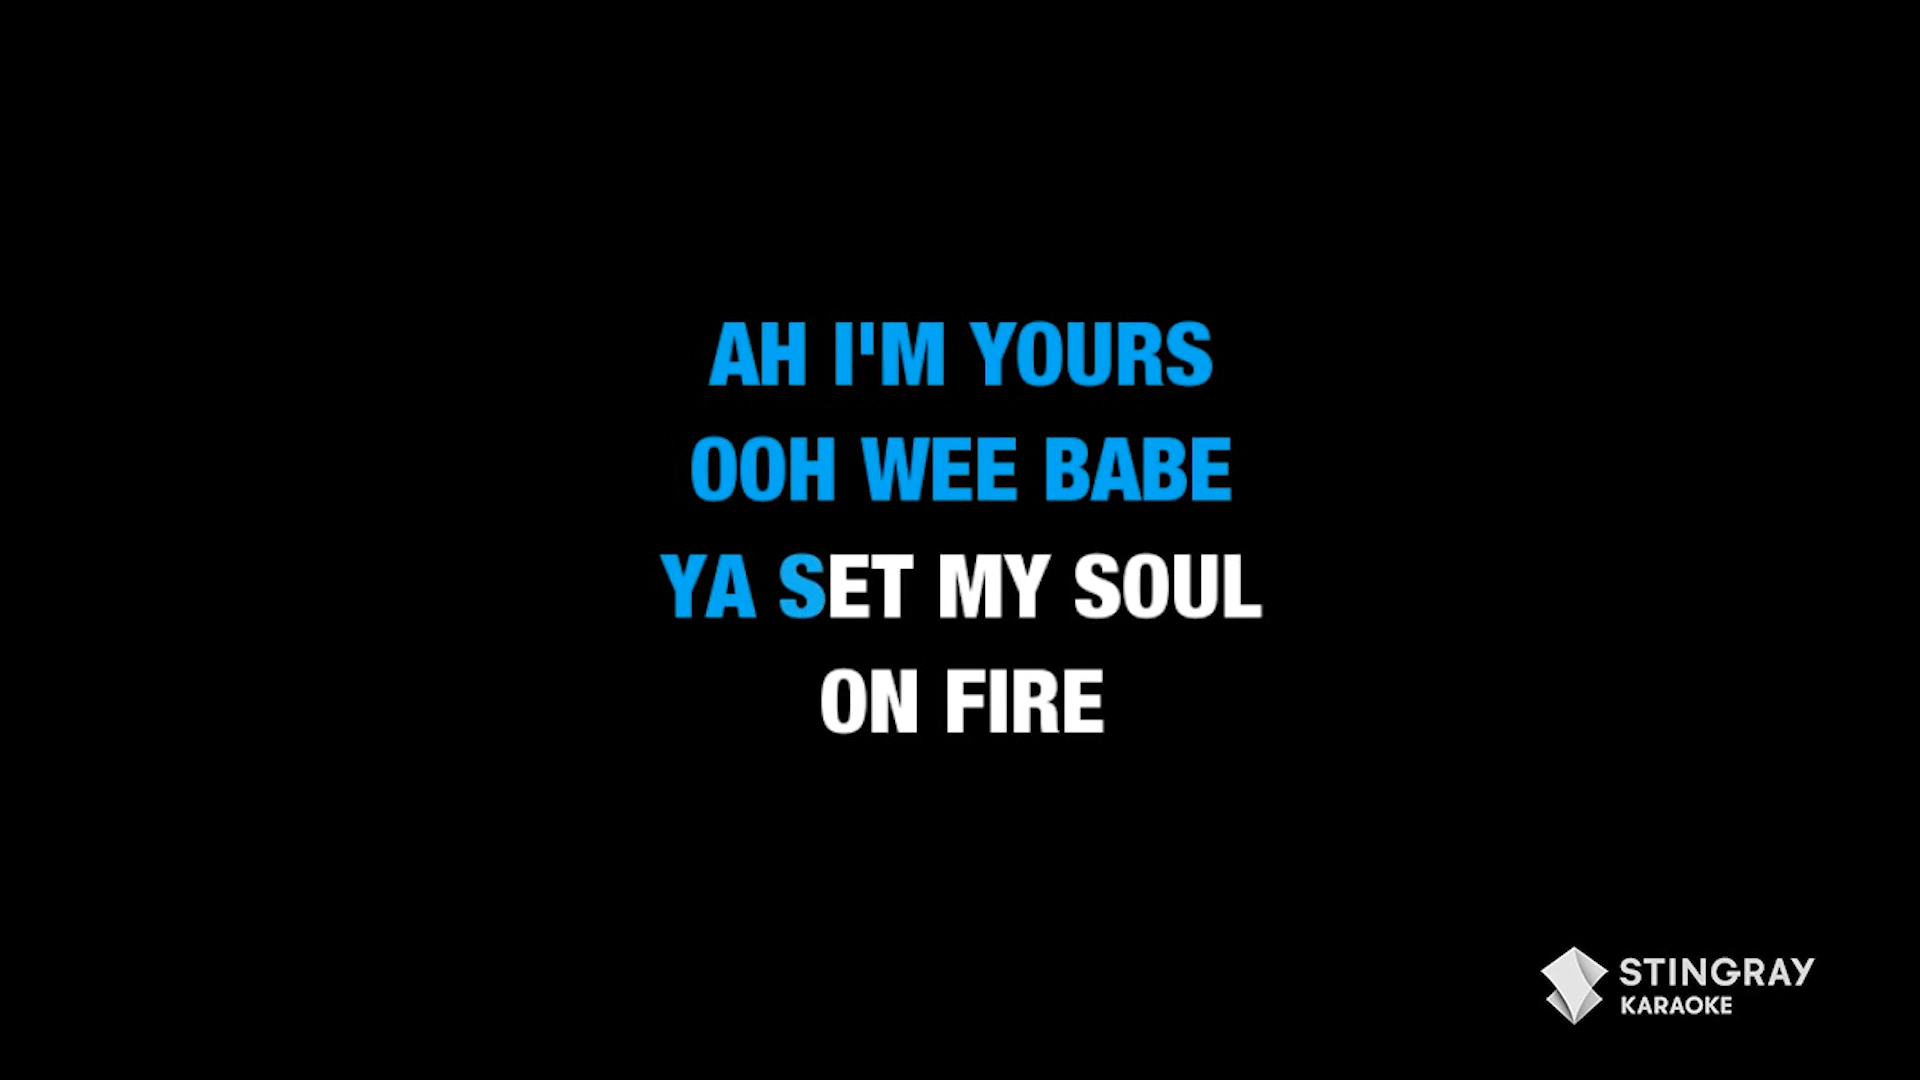 AH I'M YOURS
OOH WEE BABE
YA SET MY SOUL
ON FIRE
STINGRAY
KARAOKE